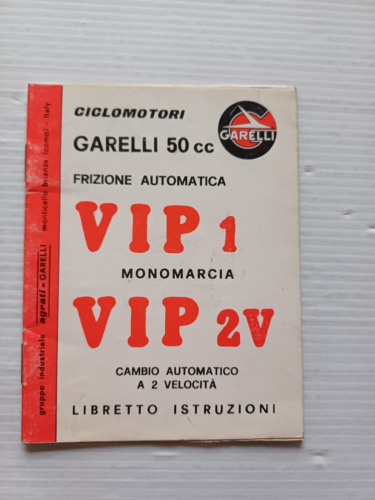 CICLOMOTORI
GARELLI
GARELLI 50 cc
FRIZIONE AUTOMATICA
VIP 1
MONOMARCIA
VIP 2V
CAMBIO AUTOMATICO
A 2 VELOCITÀ
LIBRETTO ISTRUZIONI
gruppo industriale agrati - GARELLI monticello brianza (como) - italy